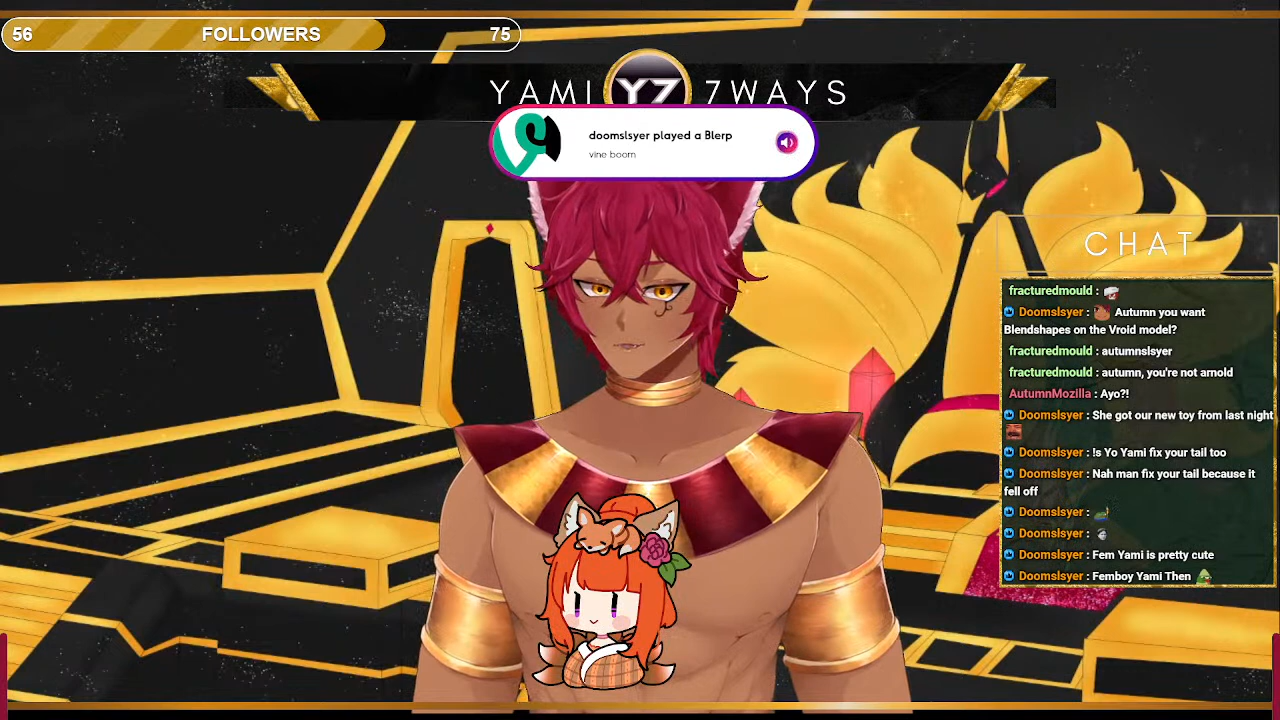 56 FOLLOWERS 75
YAMI Y7 7WAYS
doomslsyer played a Blerp
vine boom
CHAT
fracturedmould :
Doomslsyer : Autumn you want
Blendshapes on the Vroid model?
fracturedmould : autumnslsyer
fracturedmould : autumn, you're not arnold
AutumnMozilla : Ayo?!
Doomslsyer : She got our new toy from last night
Doomslsyer : !s Yo Yami fix your tail too
Doomslsyer : Nah man fix your tail because it
fell off
Doomslsyer :
Doomslsyer :
Doomslsyer : Fem Yami is pretty cute
Doomslsyer : Femboy Yami Then